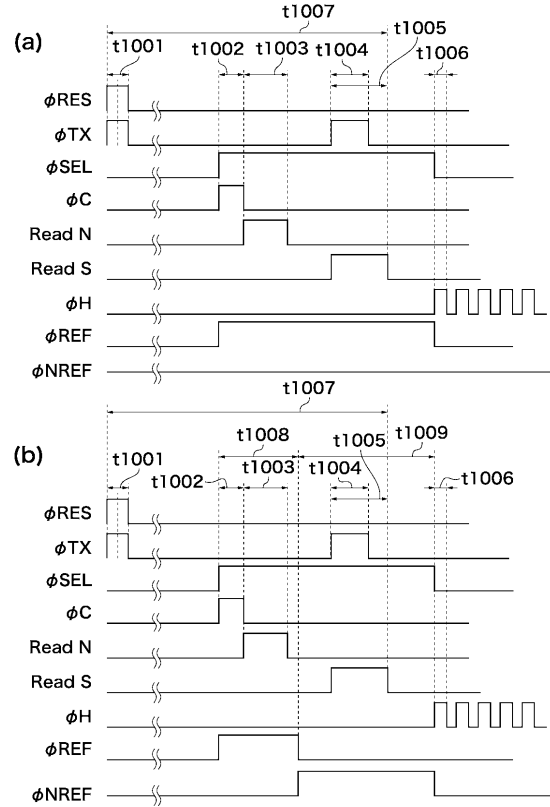 t1007
(a)
t1005
t1001
t1002
t1003
t1004
t1006
ϕRES
ϕTX
ϕSEL
ϕC
Read N
Read S
ϕH
ϕREF
ϕNREF
t1007
(b)
t1008
t1009
t1001
t1002
t1003
t1004
t1005
t1006
ϕRES
ϕTX
ϕSEL
ϕC
Read N
Read S
ϕH
ϕREF
ϕNREF